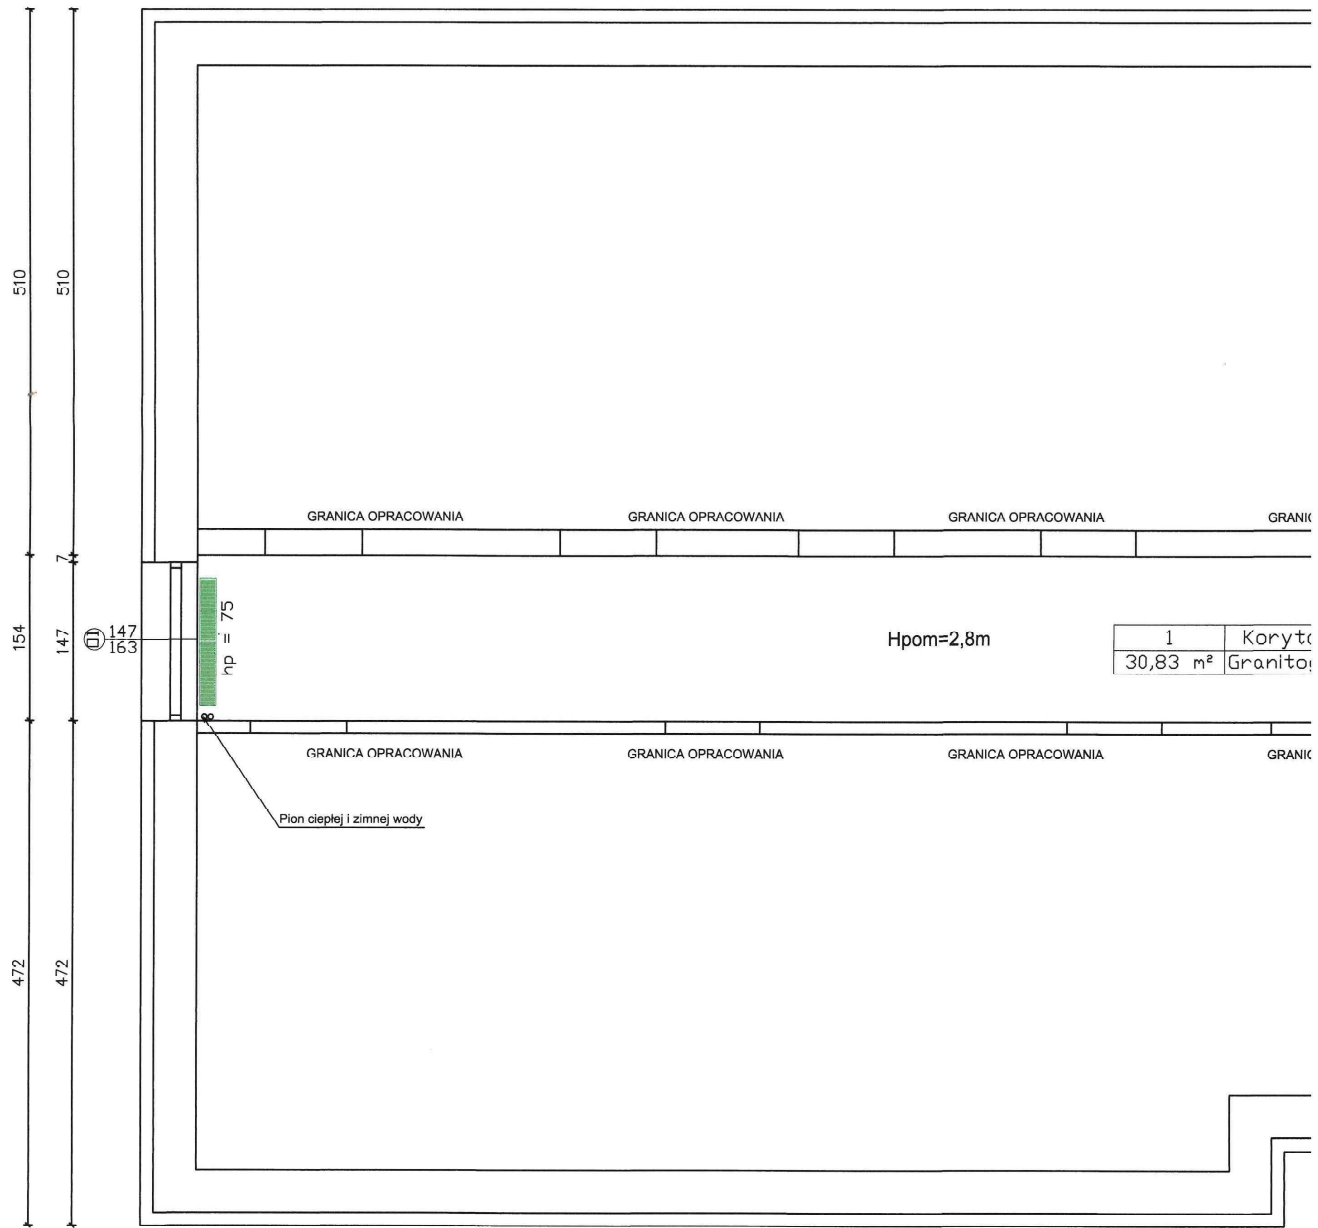 510
510
GRANICA OPRACOWANIA GRANICA OPRACOWANIA GRANICA OPRACOWANIA
7
154
147
147
163
hp = 75
Hpom=2,8m
1
30,83 m²
GRANICA OPRACOWANIA GRANICA OPRACOWANIA GRANICA OPRACOWANIA
Pion ciepłej i zimnej wody
472
472